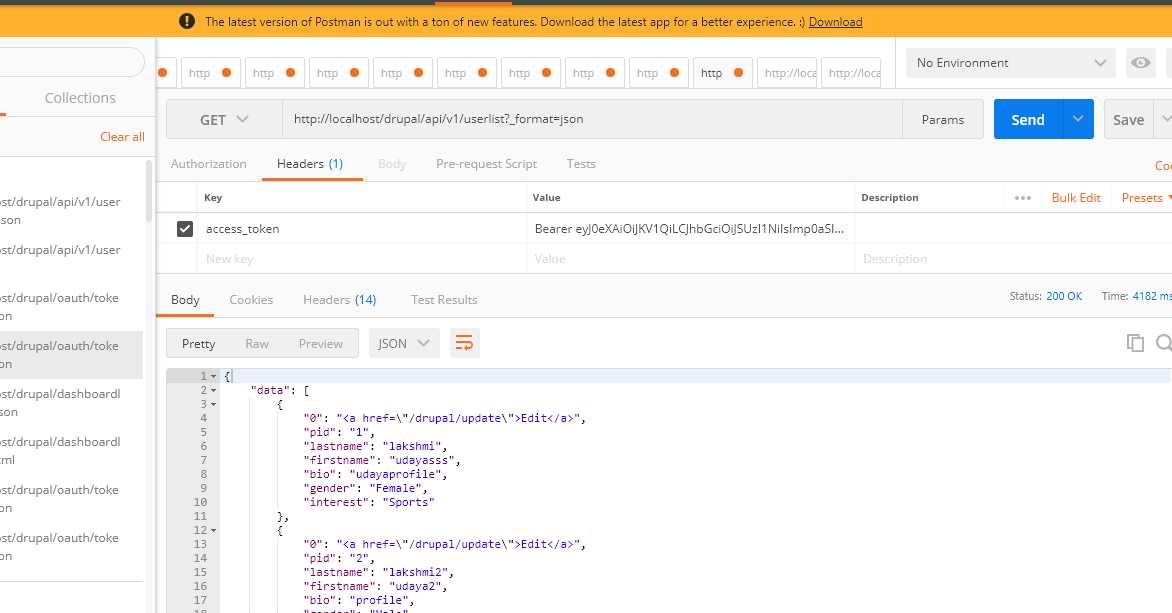 The latest version of Postman is out with a ton of new features. Download the latest app for a better experience. :) Download
http http http http http http http http http http://loca http://loca
No Environment
Collections
Clear all
GET http://localhost/drupal/api/v1/userlist?_format=json Params Send Save
Authorization Headers (1) Body Pre-request Script Tests
Coo
Key Value Description ••• Bulk Edit Presets
access_token Bearer eyJ0eXAiOiJKV1QiLCJhbGciOiJSUzI1NiIsImp0aSI...
New key Value Description
ost/drupal/api/v1/user
son
ost/drupal/api/v1/user
ost/drupal/oauth/toke
on
ost/drupal/oauth/toke
on
ost/drupal/dashboardl
son
ost/drupal/dashboardl
tml
ost/drupal/oauth/toke
on
ost/drupal/oauth/toke
on
Body Cookies Headers (14) Test Results Status: 200 OK Time: 4182 ms
Pretty Raw Preview JSON
1 {
2 "data": [
3 {
4 "0": "<a href=\"/drupal/update\">Edit</a>",
5 "pid": "1",
6 "lastname": "lakshmi",
7 "firstname": "udayasss",
8 "bio": "udayaprofile",
9 "gender": "Female",
10 "interest": "Sports"
11 },
12 {
13 "0": "<a href=\"/drupal/update\">Edit</a>",
14 "pid": "2",
15 "lastname": "lakshmi2",
16 "firstname": "udaya2",
17 "bio": "profile",
18 "gender": "Male",